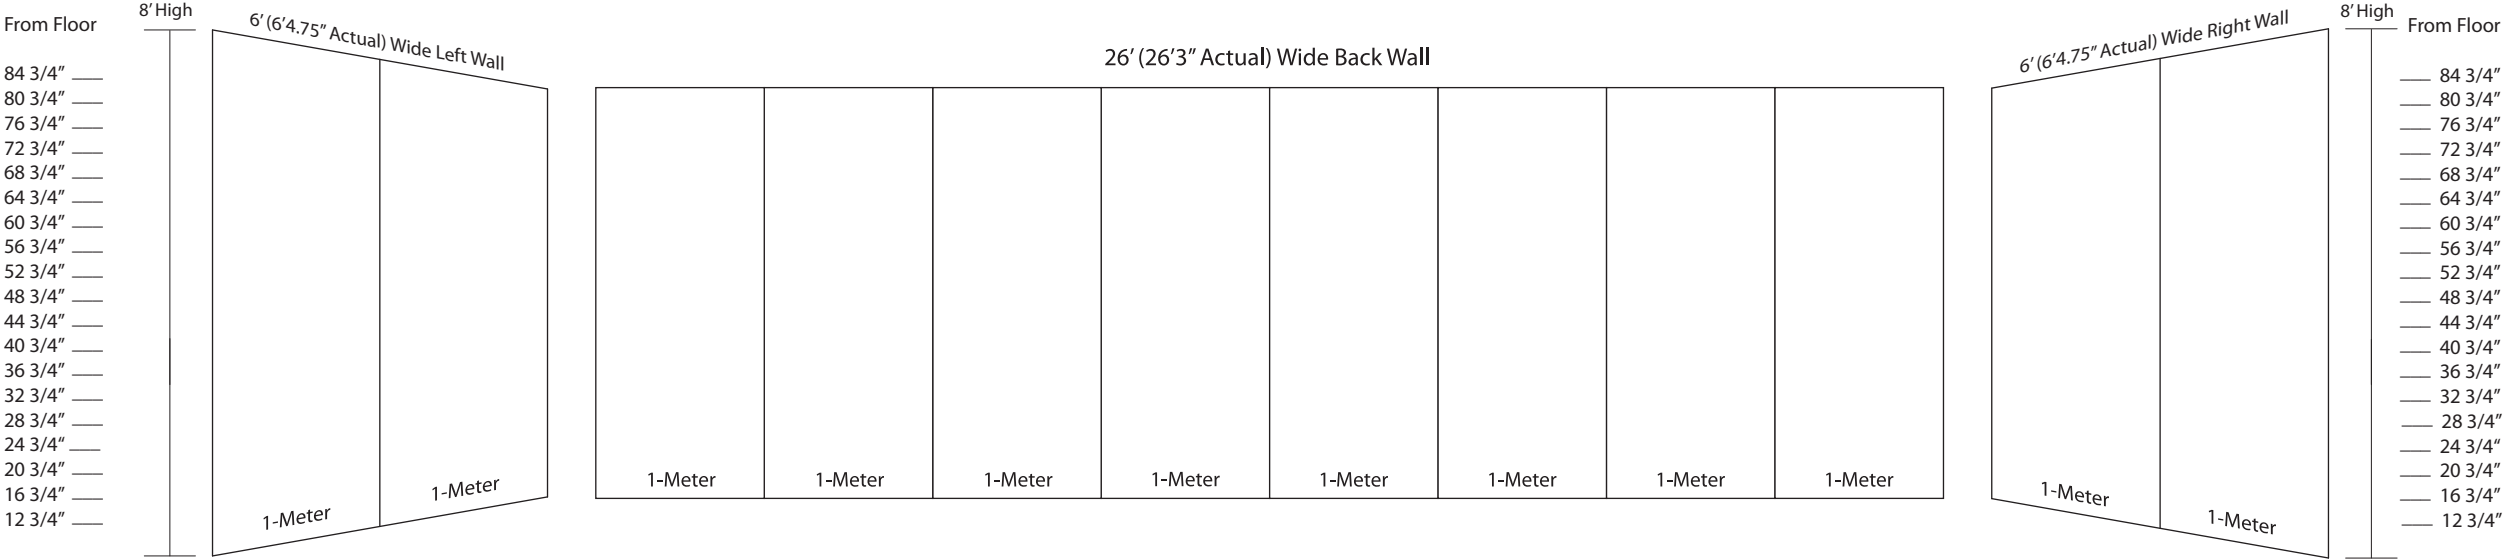 From Floor
84 3/4”
80 3/4”
76 3/4”
72 3/4”
68 3/4”
64 3/4”
60 3/4”
56 3/4”
52 3/4”
48 3/4”
44 3/4”
40 3/4”
36 3/4”
32 3/4”
28 3/4”
24 3/4“
20 3/4”
16 3/4”
12 3/4”
8’ High
6’ (6’4.75” Actual) Wide Left Wall
1-Meter
1-Meter
26’ (26’3” Actual) Wide Back Wall
1-Meter
1-Meter
1-Meter
1-Meter
1-Meter
1-Meter
1-Meter
1-Meter
6’ (6’4.75” Actual) Wide Right Wall
1-Meter
1-Meter
8’ High
From Floor
84 3/4”
80 3/4”
76 3/4”
72 3/4”
68 3/4”
64 3/4”
60 3/4”
56 3/4”
52 3/4”
48 3/4”
44 3/4”
40 3/4”
36 3/4”
32 3/4”
28 3/4”
24 3/4“
20 3/4”
16 3/4”
12 3/4”